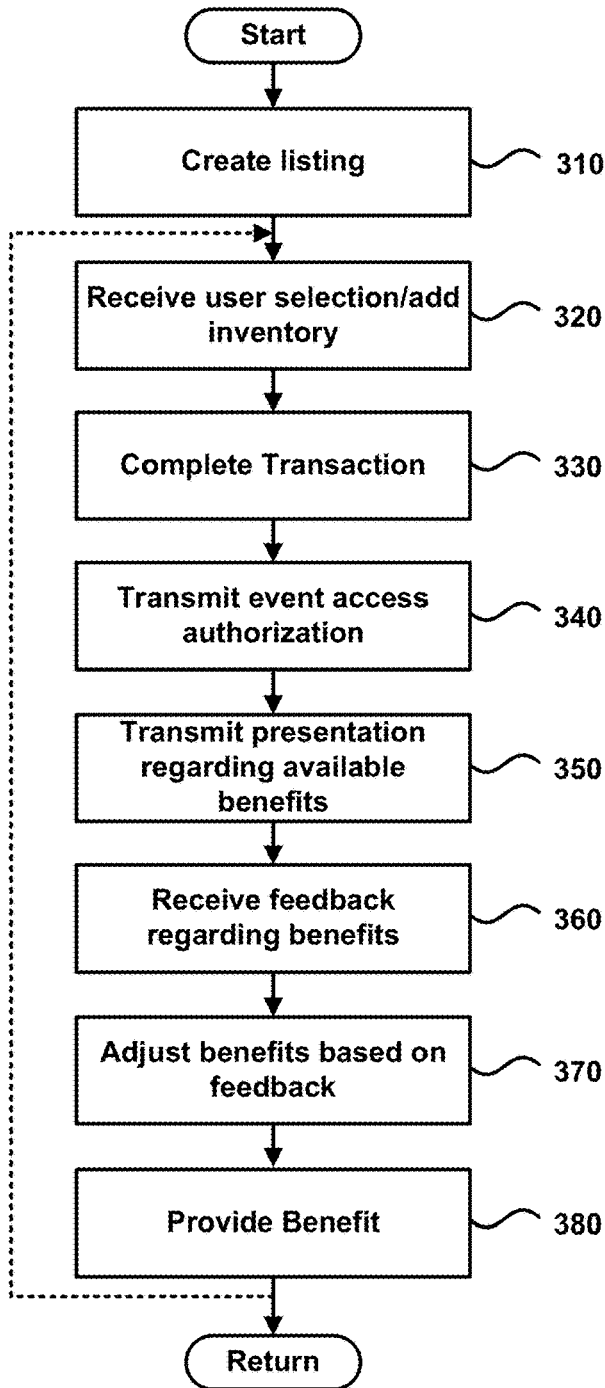 Start
Create listing
310
Receive user selection/add
inventory
320
Complete Transaction
330
Transmit event access
authorization
340
Transmit presentation
regarding available
benefits
350
Receive feedback
regarding benefits
360
Adjust benefits based on
feedback
370
Provide Benefit
380
Return